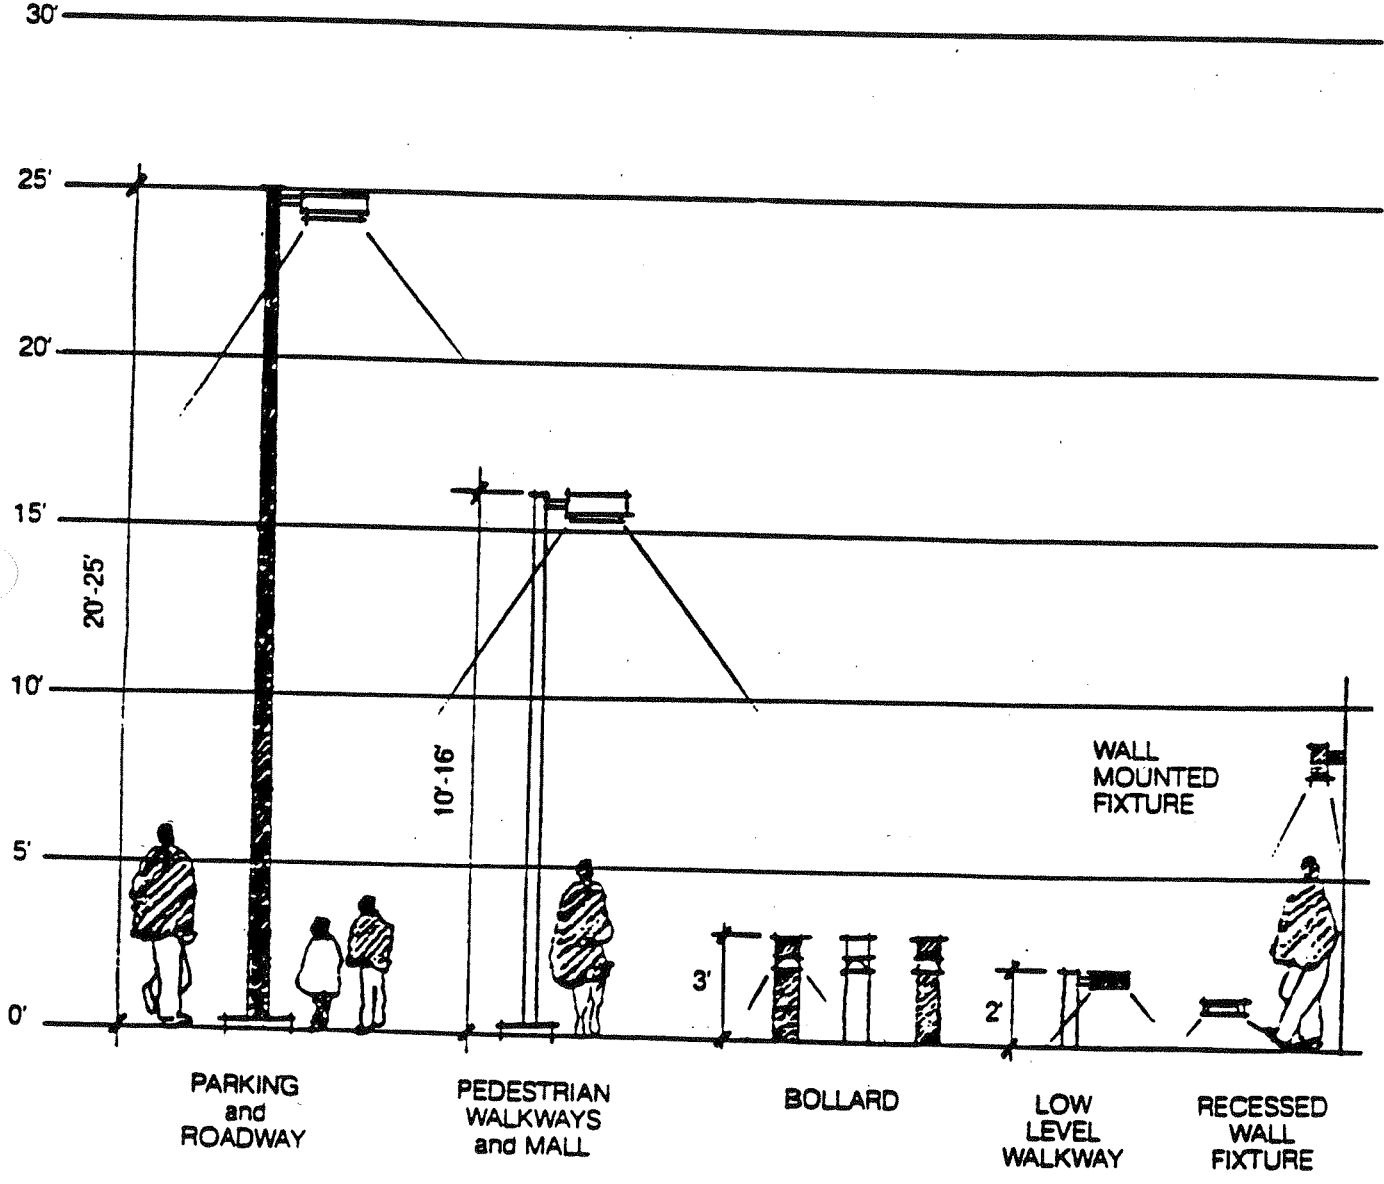 30'
25'
20'
15'
10'
5'
0'
20'-25'
10'-16'
3'
2'
WALL
MOUNTED
FIXTURE
PARKING
and
ROADWAY
PEDESTRIAN
WALKWAYS
and MALL
BOLLARD
LOW
LEVEL
WALKWAY
RECESSED
WALL
FIXTURE